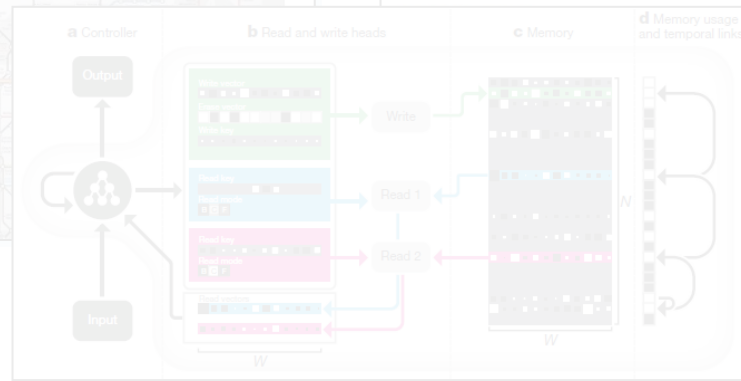 a Controller
b Read and write heads
c Memory
d Memory usage
and temporal links
Output
Input
Write vector
Erase vector
Write key
Read key
Read mode
B C F
Read key
Read mode
B C F
Read vectors
W
Write
Read 1
Read 2
N
W